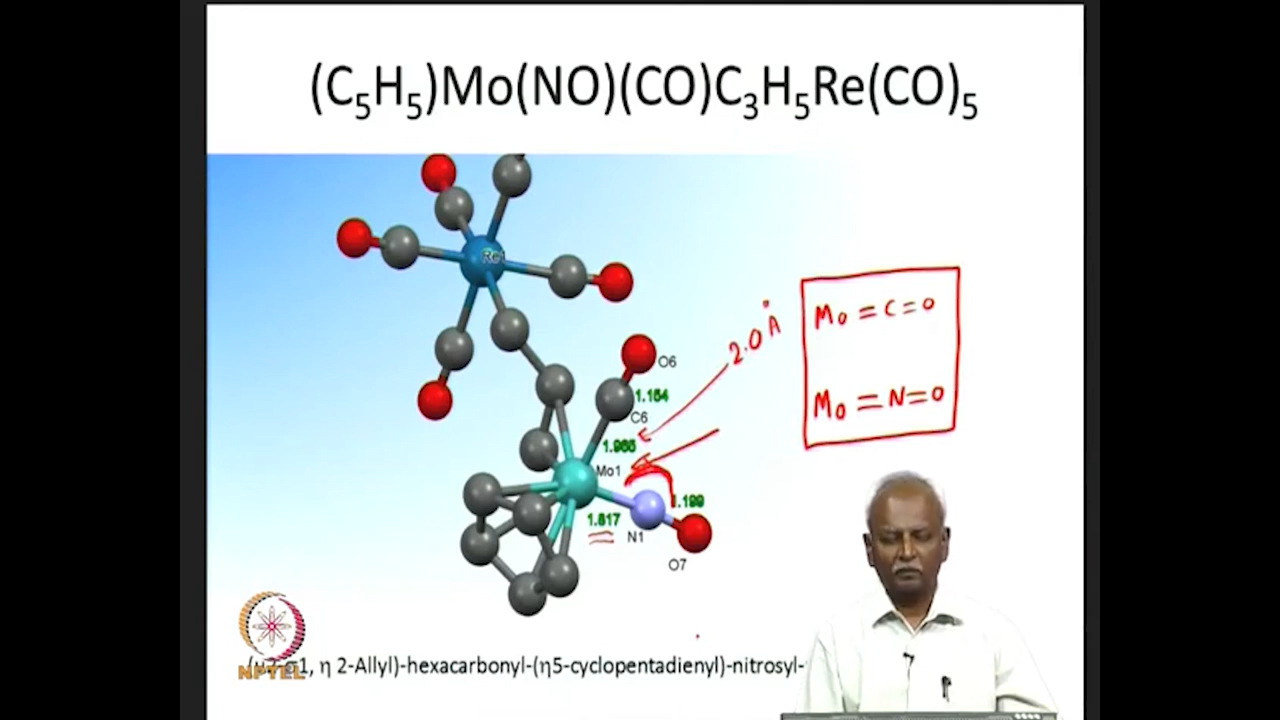 (C₅H₅)Mo(NO)(CO)C₃H₅Re(CO)₅
Re1
O6
1.154
C6
2.0 Å
Mo = C = O
1.965
Mo1
Mo = N = O
1.199
1.817
N1
O7
1, η 2-Allyl)-hexacarbonyl-(η5-cyclopentadienyl)-nitrosyl-
NPTEL